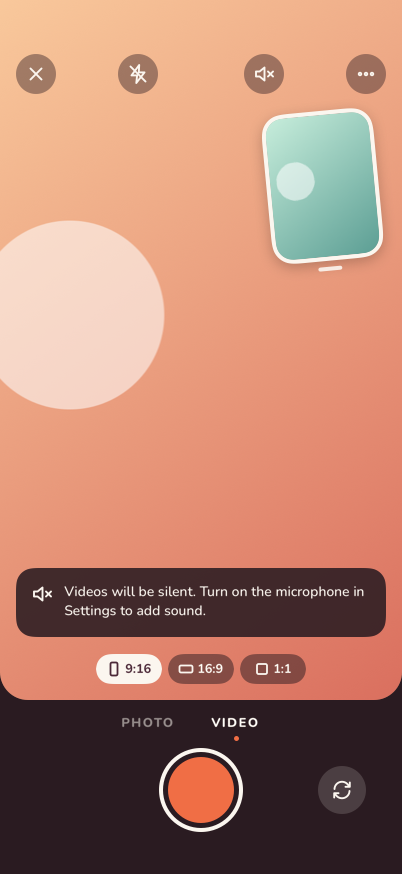 Videos will be silent. Turn on the microphone in
Settings to add sound.
9:16
16:9
1:1
PHOTO
VIDEO